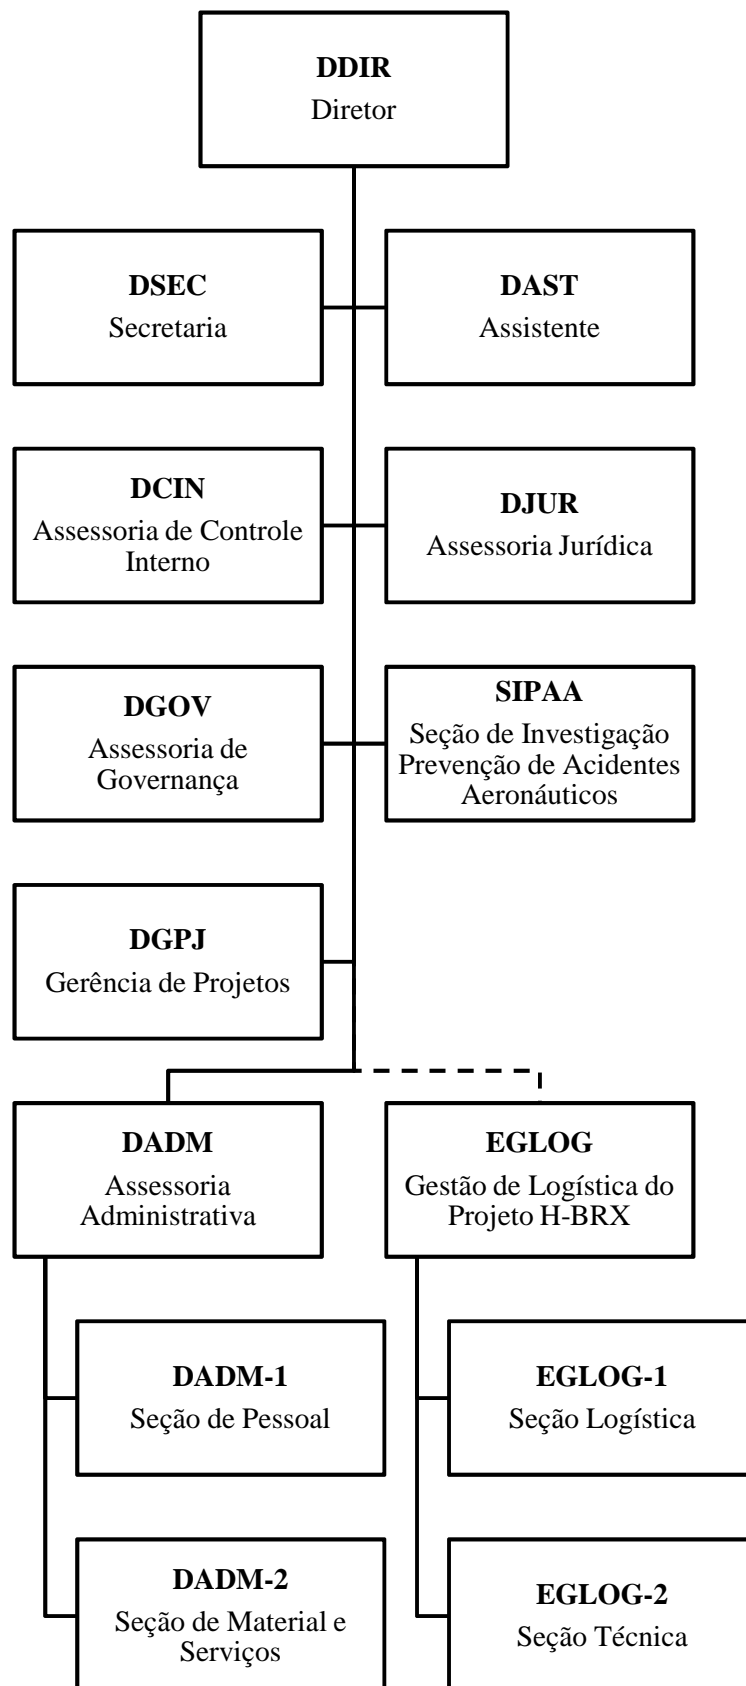 DDIR
Diretor
DSEC
Secretaria
DAST
Assistente
DCIN
Assessoria de Controle
Interno
DJUR
Assessoria Jurídica
DGOV
Assessoria de
Governança
SIPAA
Seção de Investigação
Prevenção de Acidentes
Aeronáuticos
DGPJ
Gerência de Projetos
DADM
Assessoria
Administrativa
EGLOG
Gestão de Logística do
Projeto H-BRX
DADM-1
Seção de Pessoal
EGLOG-1
Seção Logística
DADM-2
Seção de Material e
Serviços
EGLOG-2
Seção Técnica